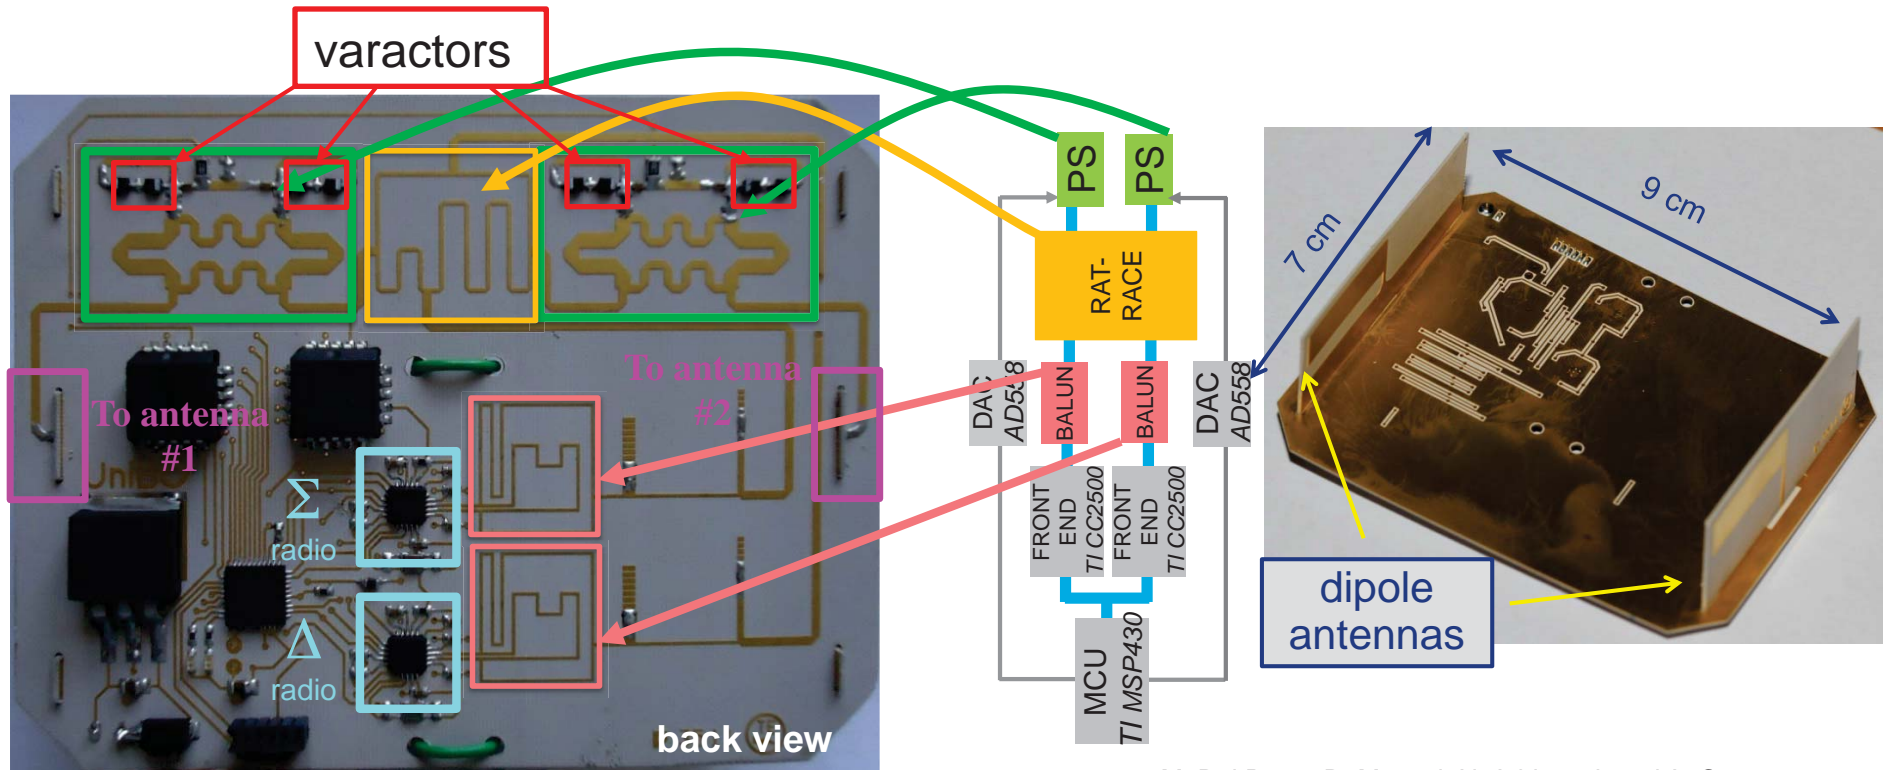 varactors
To antenna
#1
To antenna
#2
Σ
radio
Δ
radio
back view
PS
PS
RAT-
RACE
DAC
AD558
BALUN
BALUN
DAC
AD558
FRONT
END
TI CC2500
FRONT
END
TI CC2500
MCU
TI MSP430
7 cm
9 cm
dipole
antennas